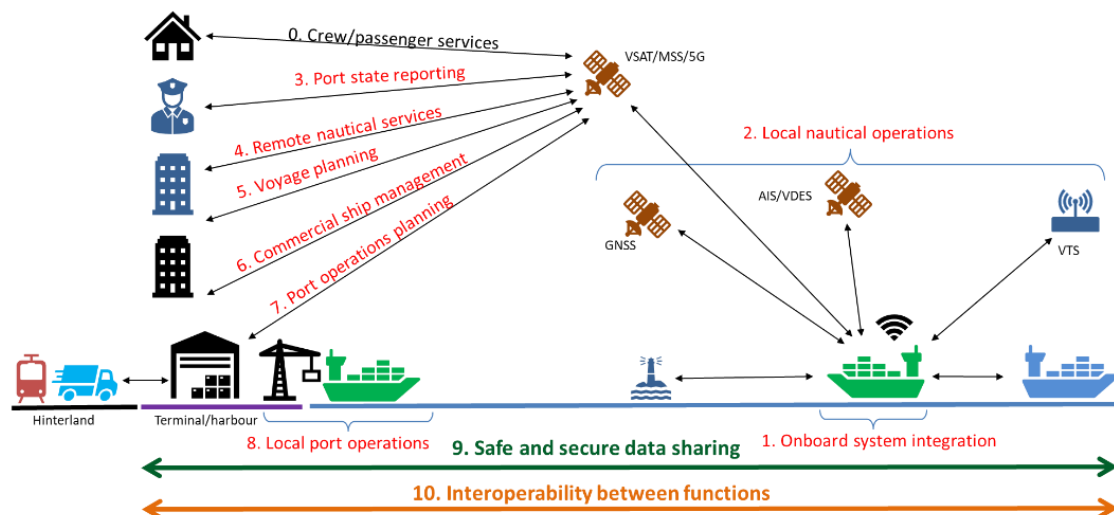 0. Crew/passenger services
VSAT/MSS/5G
3. Port state reporting
2. Local nautical operations
4. Remote nautical services
5. Voyage planning
AIS/VDES
6. Commercial ship management
GNSS
VTS
7. Port operations planning
Hinterland
Terminal/harbour
8. Local port operations
1. Onboard system integration
9. Safe and secure data sharing
10. Interoperability between functions